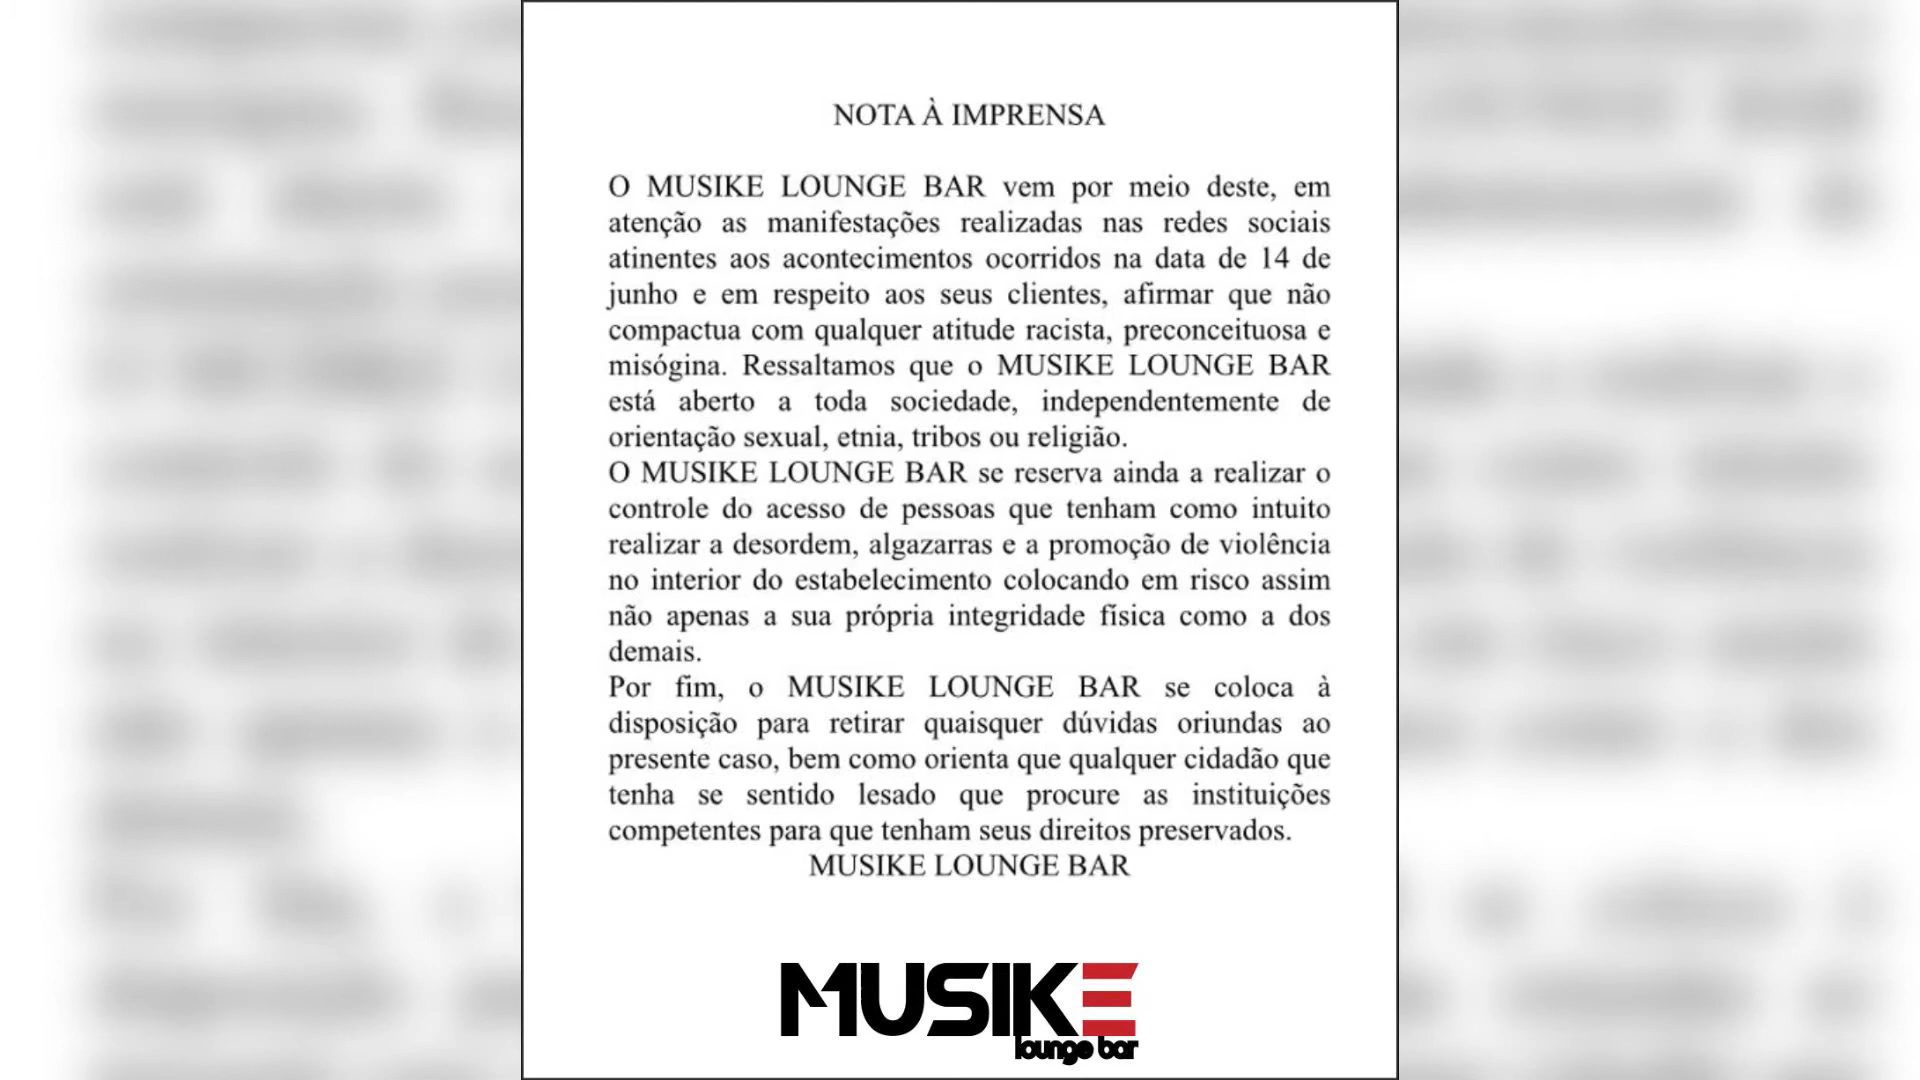 NOTA À IMPRENSA
O MUSIKE LOUNGE BAR vem por meio deste, em
atenção as manifestações realizadas nas redes sociais
atinentes aos acontecimentos ocorridos na data de 14 de
junho e em respeito aos seus clientes, afirmar que não
compactua com qualquer atitude racista, preconceituosa e
misógina. Ressaltamos que o MUSIKE LOUNGE BAR
está aberto a toda sociedade, independentemente de
orientação sexual, etnia, tribos ou religião.
O MUSIKE LOUNGE BAR se reserva ainda a realizar o
controle do acesso de pessoas que tenham como intuito
realizar a desordem, algazarras e a promoção de violência
no interior do estabelecimento colocando em risco assim
não apenas a sua própria integridade física como a dos
demais.
Por fim, o MUSIKE LOUNGE BAR se coloca à
disposição para retirar quaisquer dúvidas oriundas ao
presente caso, bem como orienta que qualquer cidadão que
tenha se sentido lesado que procure as instituições
competentes para que tenham seus direitos preservados.
MUSIKE LOUNGE BAR
MUSIKE
lounge bar